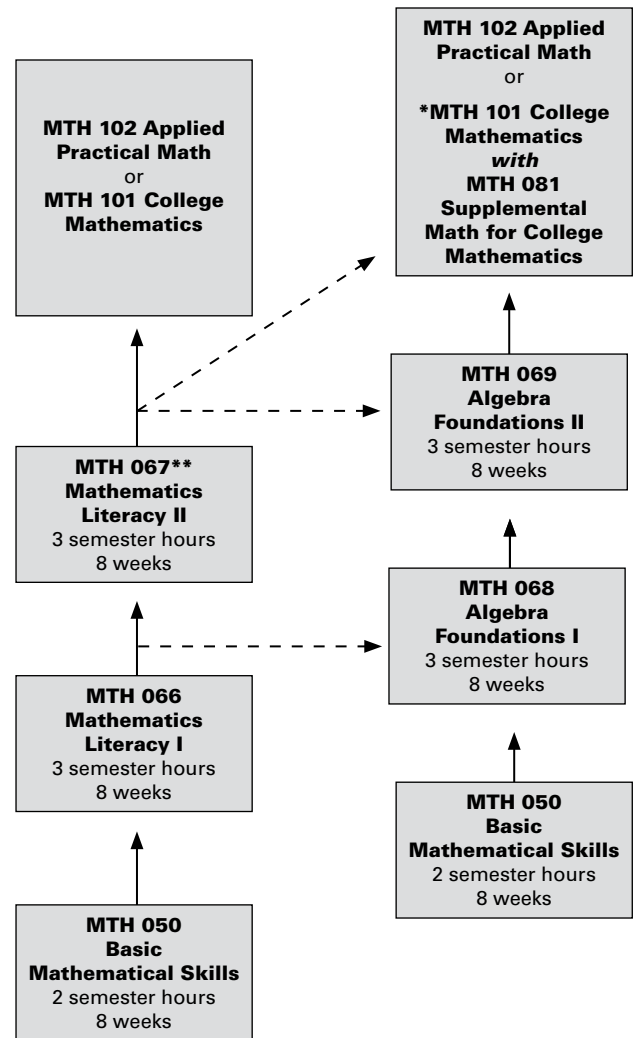 MTH 102 Applied
Practical Math
or
MTH 101 College
Mathematics
MTH 067**
Mathematics
Literacy II
3 semester hours
8 weeks
MTH 066
Mathematics
Literacy I
3 semester hours
8 weeks
MTH 050
Basic
Mathematical Skills
2 semester hours
8 weeks
MTH 102 Applied
Practical Math
or
*MTH 101 College
Mathematics
with
MTH 081
Supplemental
Math for College
Mathematics
MTH 069
Algebra
Foundations II
3 semester hours
8 weeks
MTH 068
Algebra
Foundations I
3 semester hours
8 weeks
MTH 050
Basic
Mathematical Skills
2 semester hours
8 weeks